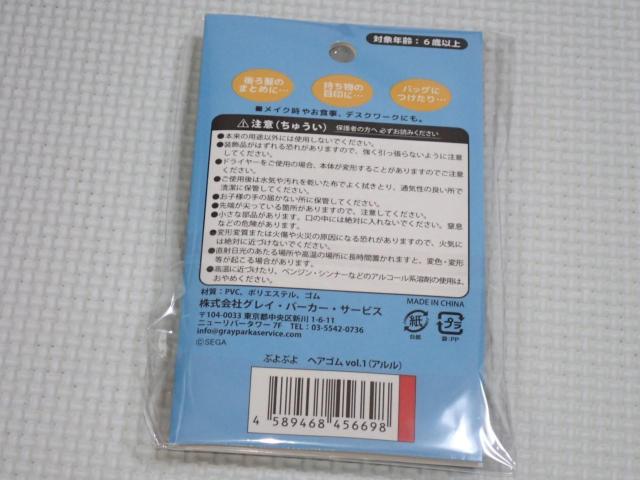 対象年齢：6歳以上
後ろ髪の
まとめに…
持ち物の
目印に…
バッグに
つけたり…
■メイク時やお食事、デスクワークにも。
⚠注意（ちゅうい） 保護者の方へ 必ずお読みください
●本来の用途以外には使用しないでください。
●装飾品がはずれる恐れがありますので、強く引っ張らないように注意
してください。
●ドライヤーをご使用の場合、本体が変形することがありますのでご注意
ください。
●ご使用後は水気や汚れを乾いた布でよく拭きとり、通気性の良い所で
清潔に保管してください。
●お子様の手の届かない所に保管してください。
●先端が尖っている箇所がありますので、注意してください。
●小さな部品があります。口の中には絶対に入れないでください。窒息
などの危険があります。
●変形変質または火傷や火災の原因になる恐れがありますので、火気に
は絶対に近づけないでください。
●直射日光のあたる場所や高温の場所に長時間置かれますと、変色・変形
等が起こる場合があります。
●高温に近づけたり、ベンジン・シンナーなどのアルコール系溶剤の使用は、
おやめください。
材質：PVC、ポリエステル、ゴム
MADE IN CHINA
株式会社グレイ・パーカー・サービス
〒104-0033 東京都中央区新川 1-6-11
ニューリバータワー 7F TEL：03-5542-0736
info@grayparkaservice.com
©SEGA
紙
台紙
プラ
袋：PP
ぷよぷよ ヘアゴム vol.1（アルル）
4 589468 456698